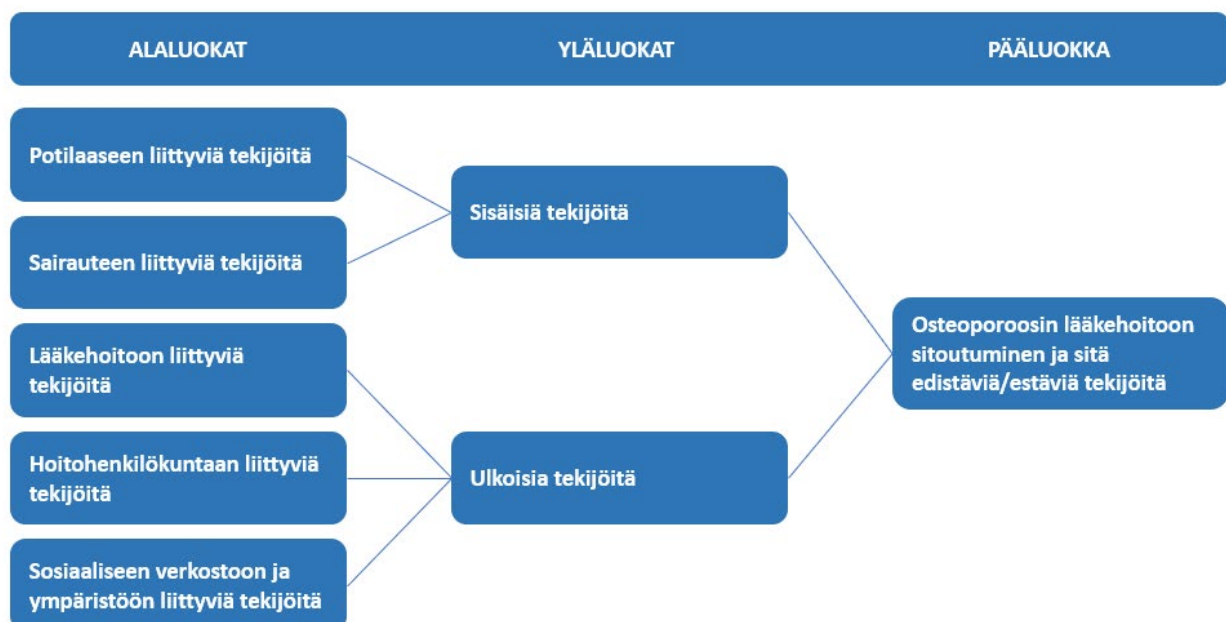 ALALUOKAT
YLÄLUOKAT
PÄÄLUOKKA
Potilaaseen liittyviä tekijöitä
Sairauteen liittyviä tekijöitä
Lääkehoitoon liittyviä
tekijöitä
Hoitohenkilökuntaan liittyviä
tekijöitä
Sosiaaliseen verkostoon ja
ympäristöön liittyviä tekijöitä
Sisäisiä tekijöitä
Ulkoisia tekijöitä
Osteoporoosin lääkehoitoon
sitoutuminen ja sitä
edistäviä/estäviä tekijöitä